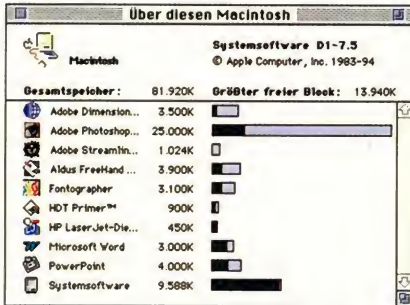 Über diesen Macintosh
Systemsoftware D1-7.5
Macintosh
© Apple Computer, Inc. 1983-94
Gesamtspeicher: 81.920K Größter freier Block: 13.940K
Adobe Dimension... 3.500K
Adobe Photoshop... 25.000K
Adobe Streamlin... 1.024K
Aldus FreeHand ... 3.900K
Fontographer 3.100K
HDT Primer™ 900K
HP LaserJet-Die... 450K
Microsoft Word 3.000K
PowerPoint 4.000K
Systemsoftware 9.588K